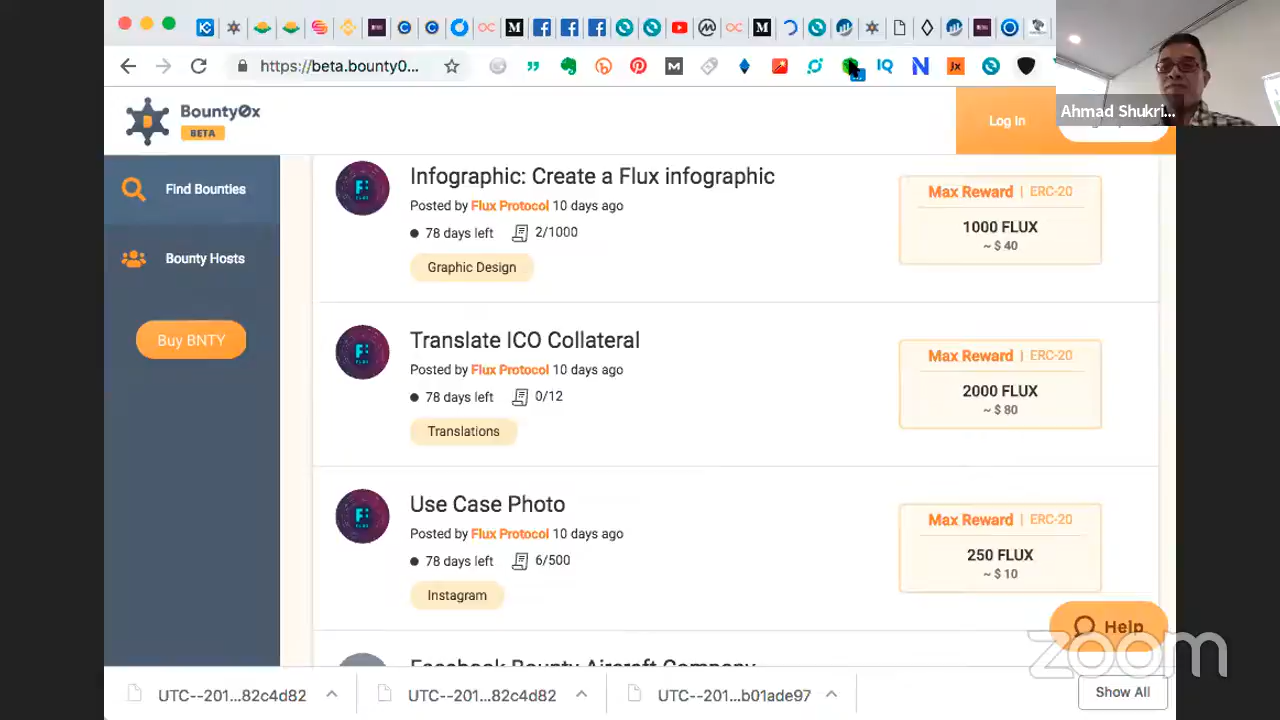 https://beta.bounty0...
Bounty0x
BETA
Log In
Ahmad Shukri...
Find Bounties
Bounty Hosts
Buy BNTY
Infographic: Create a Flux infographic
Posted by Flux Protocol 10 days ago
78 days left 2/1000
Graphic Design
Max Reward | ERC-20
1000 FLUX
~ $ 40
Translate ICO Collateral
Posted by Flux Protocol 10 days ago
78 days left 0/12
Translations
Max Reward | ERC-20
2000 FLUX
~ $ 80
Use Case Photo
Posted by Flux Protocol 10 days ago
78 days left 6/500
Instagram
Max Reward | ERC-20
250 FLUX
~ $ 10
Facebook Bounty Aircraft Company
Help
zoom
UTC--201...82c4d82
UTC--201...82c4d82
UTC--201...b01ade97
Show All